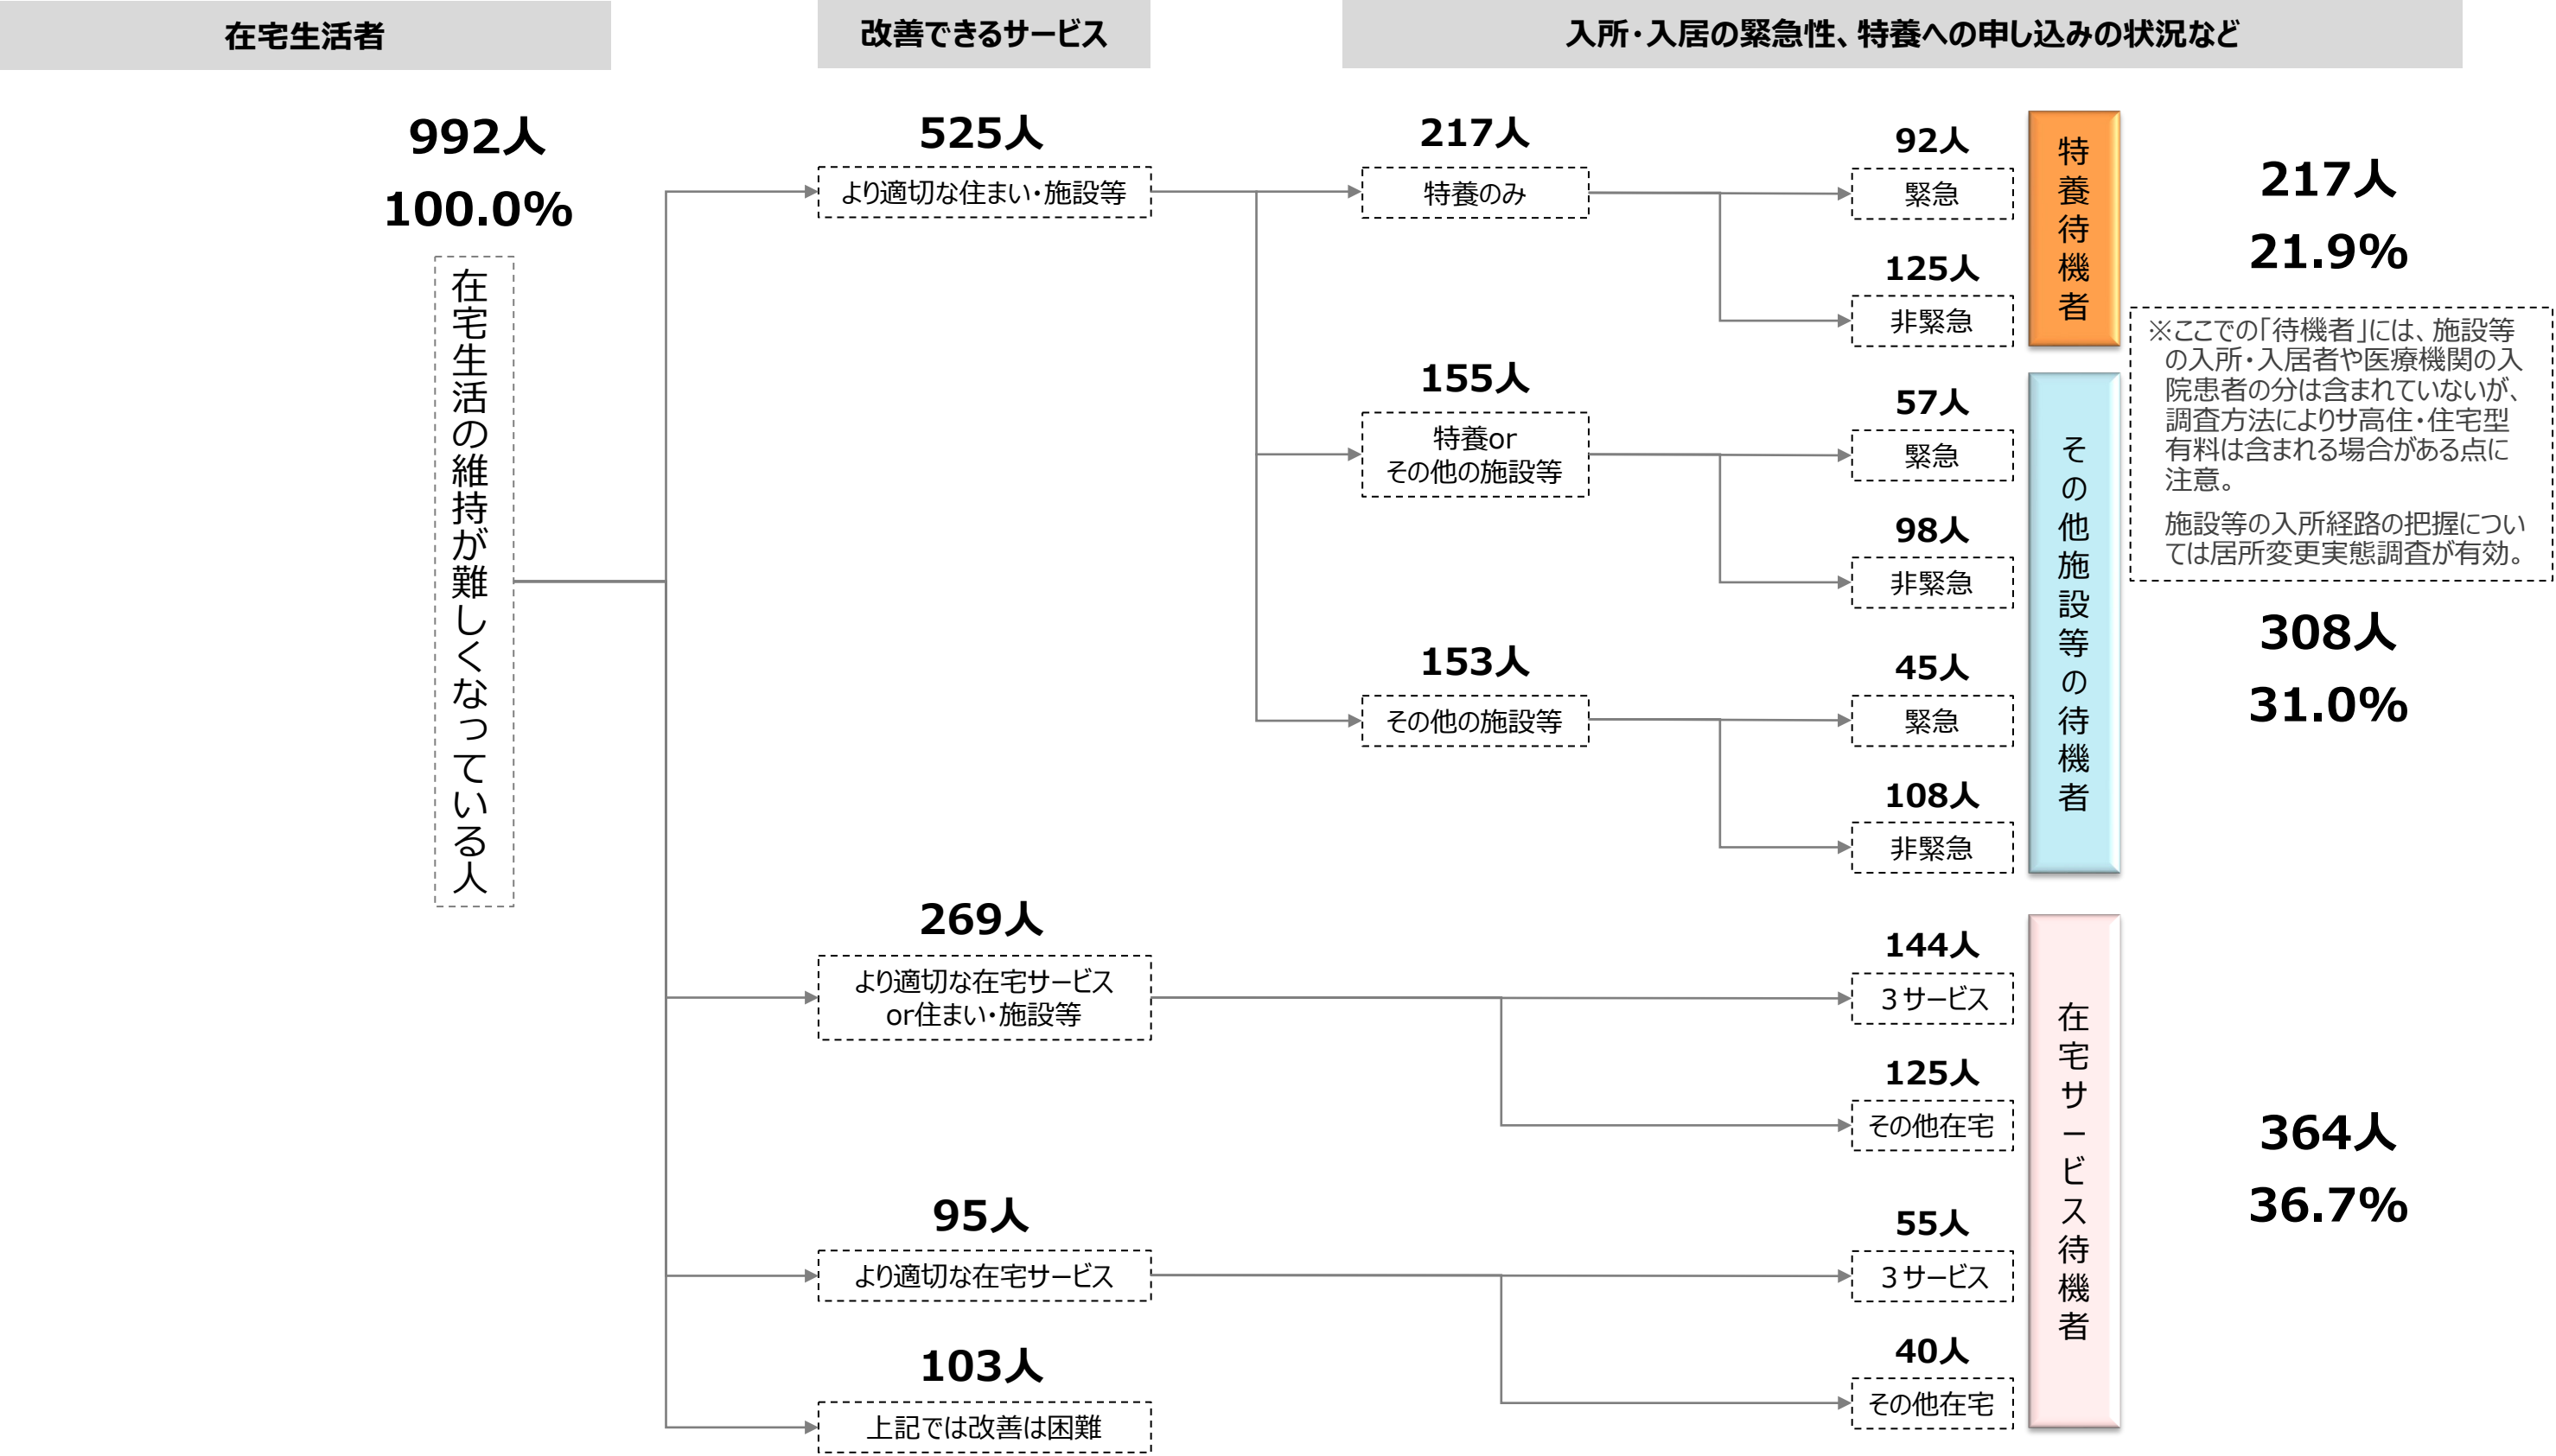 在宅生活者
改善できるサービス
入所・入居の緊急性、特養への申し込みの状況など
992人
100.0%
在宅生活の維持が難しくなっている人
525人
より適切な住まい・施設等
217人
特養のみ
92人
緊急
125人
非緊急
特養待機者
217人
21.9%
※ここでの「待機者」には、施設等
の入所・入居者や医療機関の入
院患者の分は含まれていないが、
調査方法によりサ高住・住宅型
有料は含まれる場合がある点に
注意。
施設等の入所経路の把握につい
ては居所変更実態調査が有効。
155人
特養or
その他の施設等
57人
緊急
98人
非緊急
153人
その他の施設等
45人
緊急
108人
非緊急
その他施設等の待機者
308人
31.0%
269人
より適切な在宅サービス
or住まい・施設等
144人
３サービス
125人
その他在宅
95人
より適切な在宅サービス
55人
３サービス
40人
その他在宅
在宅サービス待機者
364人
36.7%
103人
上記では改善は困難